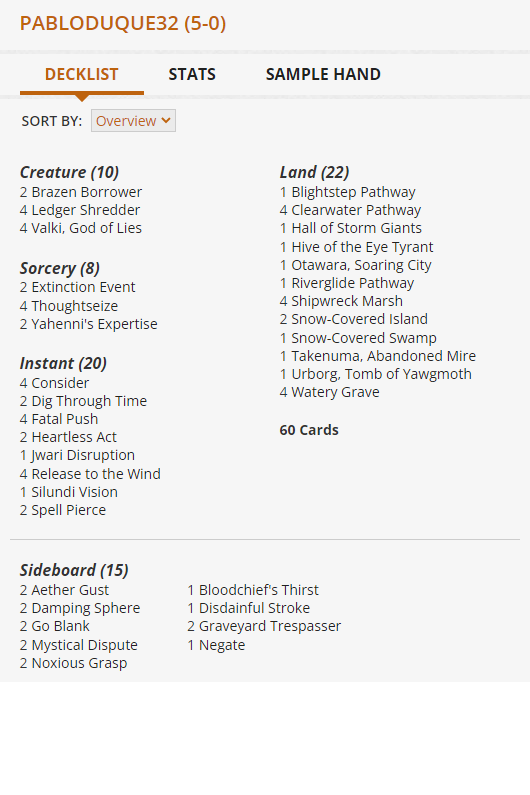 PABLODUQUE32 (5-0)
DECKLIST STATS SAMPLE HAND
SORT BY: Overview
Creature (10)
2 Brazen Borrower
4 Ledger Shredder
4 Valki, God of Lies
Sorcery (8)
2 Extinction Event
4 Thoughtseize
2 Yahenni's Expertise
Instant (20)
4 Consider
2 Dig Through Time
4 Fatal Push
2 Heartless Act
1 Jwari Disruption
4 Release to the Wind
1 Silundi Vision
2 Spell Pierce
Land (22)
1 Blightstep Pathway
4 Clearwater Pathway
1 Hall of Storm Giants
1 Hive of the Eye Tyrant
1 Otawara, Soaring City
1 Riverglide Pathway
4 Shipwreck Marsh
2 Snow-Covered Island
1 Snow-Covered Swamp
1 Takenuma, Abandoned Mire
1 Urborg, Tomb of Yawgmoth
4 Watery Grave
60 Cards
Sideboard (15)
2 Aether Gust
2 Damping Sphere
2 Go Blank
2 Mystical Dispute
2 Noxious Grasp
1 Bloodchief's Thirst
1 Disdainful Stroke
2 Graveyard Trespasser
1 Negate